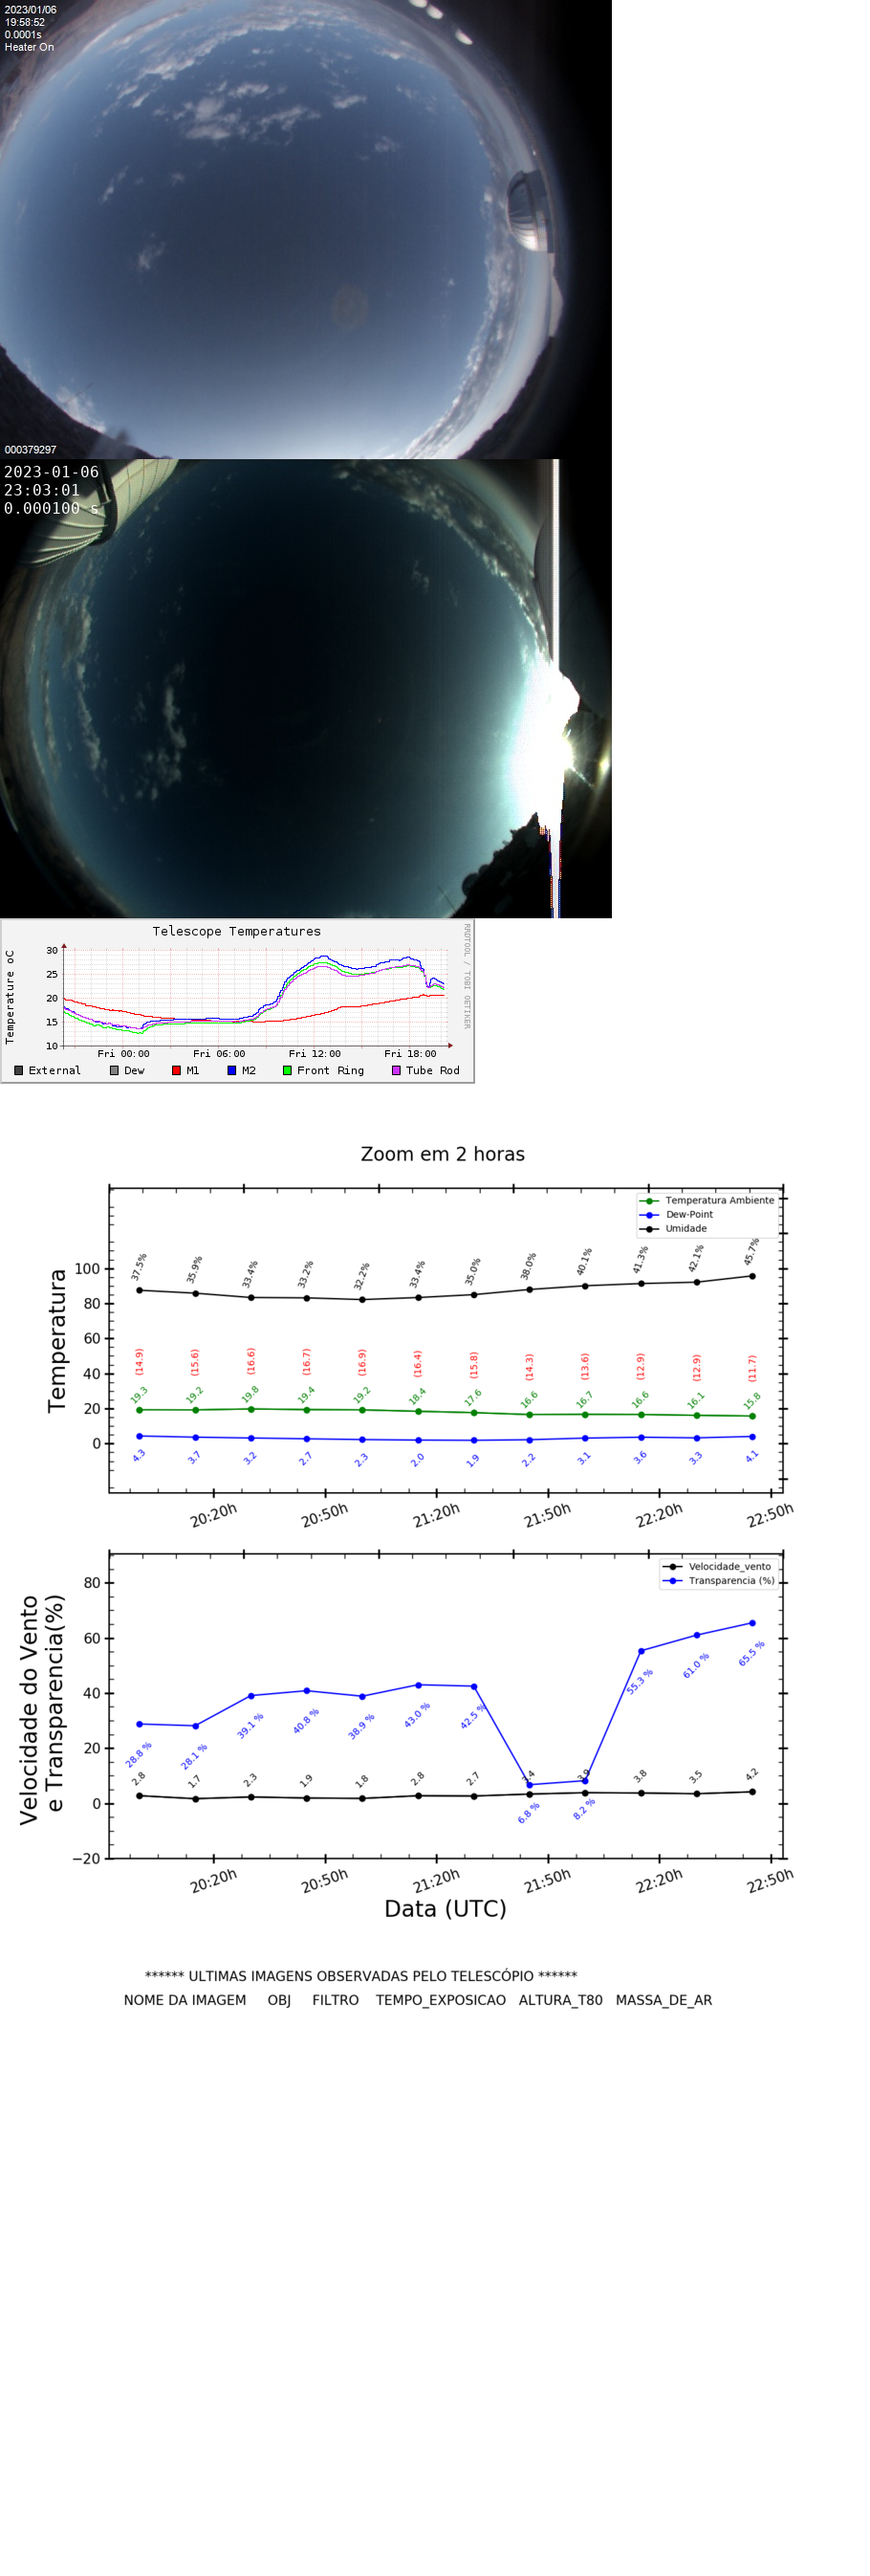 2023/01/06
19:58:52
0.0001s
Heater On
000379297
2023-01-06
23:03:01
0.000100 s
Telescope Temperatures
RRDTOOL / TOBI OETIKER
Temperature oC
30
25
20
15
10
Fri 00:00 Fri 06:00 Fri 12:00 Fri 18:00
External Dew M1 M2 Front Ring Tube Rod
Zoom em 2 horas
Temperatura
Temperatura Ambiente
Dew-Point
Umidade
37.5% 35.9% 33.4% 33.2% 32.2% 33.4% 35.0% 38.0% 40.1% 41.3% 42.1% 45.7%
100
80
60
40
20
0
(14.9) (15.6) (16.6) (16.7) (16.9) (16.4) (15.8) (14.3) (13.6) (12.9) (12.9) (11.7)
19.3 19.2 19.8 19.4 19.2 18.4 17.6 16.6 16.7 16.6 16.1 15.8
4.3 3.7 3.2 2.7 2.3 2.0 1.9 2.2 3.1 3.6 3.3 4.1
20:20h 20:50h 21:20h 21:50h 22:20h 22:50h
Velocidade do Vento
e Transparencia(%)
Velocidade_vento
Transparencia (%)
80
60
40
20
0
−20
28.8 % 28.1 % 39.1 % 40.8 % 38.9 % 43.0 % 42.5 % 6.8 % 8.2 % 55.3 % 61.0 % 65.5 %
2.8 1.7 2.3 1.9 1.8 2.8 2.7 3.8 3.5 4.2
20:20h 20:50h 21:20h 21:50h 22:20h 22:50h
Data (UTC)
****** ULTIMAS IMAGENS OBSERVADAS PELO TELESCÓPIO ******
NOME DA IMAGEM OBJ FILTRO TEMPO_EXPOSICAO ALTURA_T80 MASSA_DE_AR